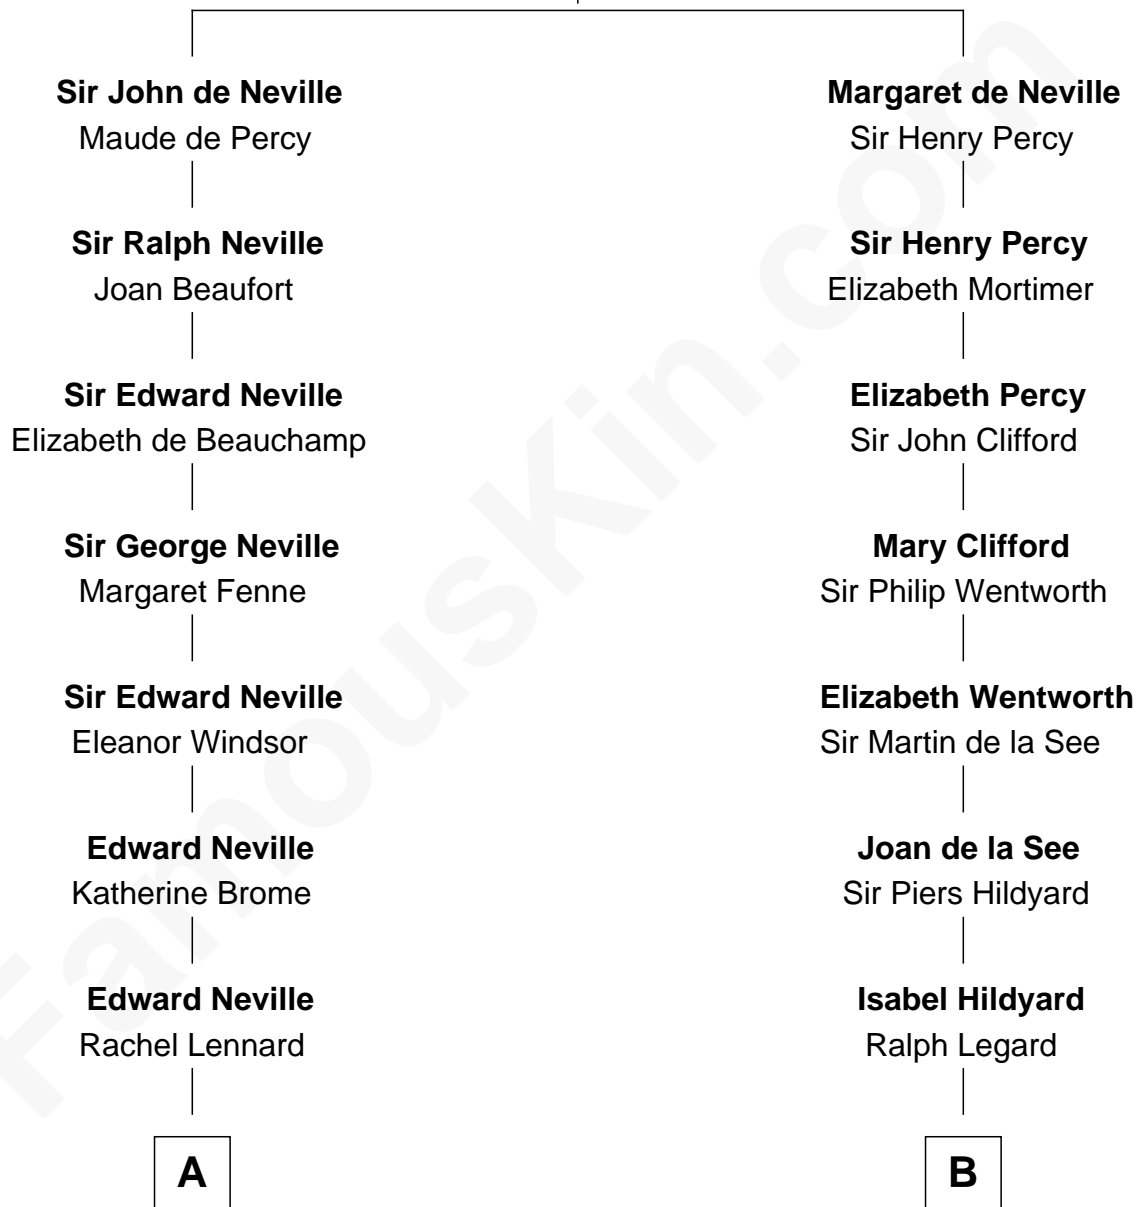 Sir John de Neville
Maude de Percy
Sir Ralph Neville
Joan Beaufort
Sir Edward Neville
Elizabeth de Beauchamp
Sir George Neville
Margaret Fenne
Sir Edward Neville
Eleanor Windsor
Edward Neville
Katherine Brome
Edward Neville
Rachel Lennard
A
Margaret de Neville
Sir Henry Percy
Sir Henry Percy
Elizabeth Mortimer
Elizabeth Percy
Sir John Clifford
Mary Clifford
Sir Philip Wentworth
Elizabeth Wentworth
Sir Martin de la See
Joan de la See
Sir Piers Hildyard
Isabel Hildyard
Ralph Legard
B
FamousKin.com